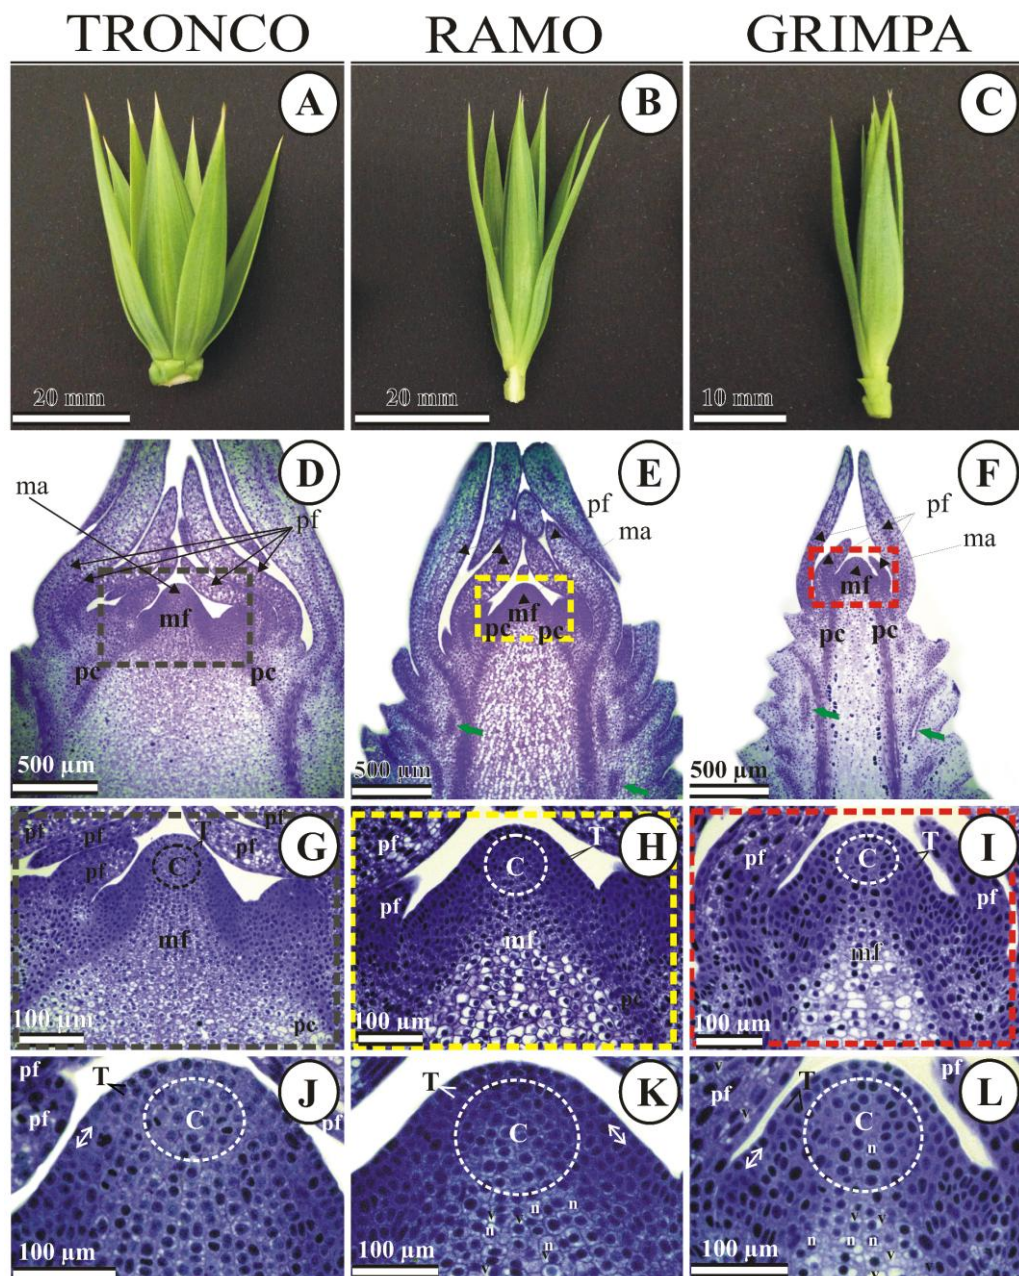 TRONCO RAMO GRIMPA
A B C
20 mm 20 mm 10 mm
D E F
ma pf pf ma pf ma
mf mf mf
pc pc pc pc pc pc
500 µm 500 µm 500 µm
pf pf T pf G T H T I
pf C C C pf
pf pf pf
mf mf mf
pc pc
100 µm 100 µm 100 µm
pf T J T K v T pf L
pf C pf C pf v C
n
v v n n v v
n n n n
v v v v
100 µm 100 µm 100 µm